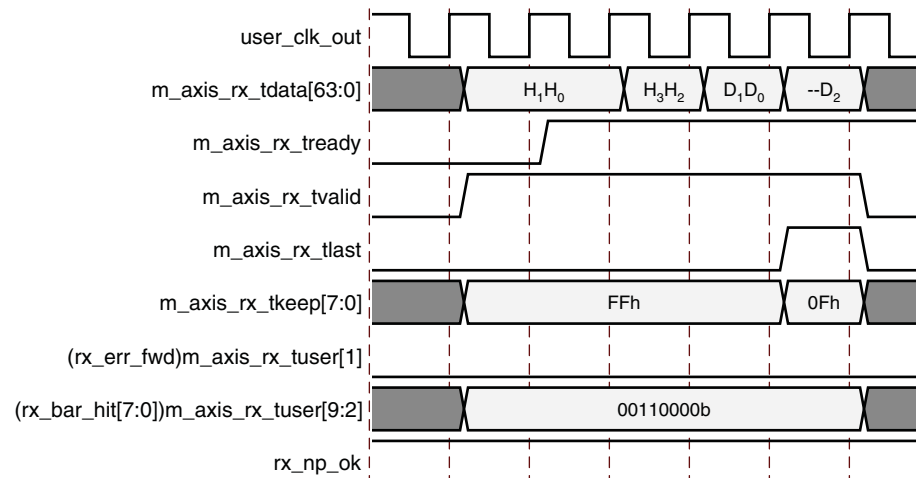 user_clk_out
m_axis_rx_tdata[63:0] H₁H₀ H₃H₂ D₁D₀ --D₂
m_axis_rx_tready
m_axis_rx_tvalid
m_axis_rx_tlast
m_axis_rx_tkeep[7:0] FFh 0Fh
(rx_err_fwd)m_axis_rx_tuser[1]
(rx_bar_hit[7:0])m_axis_rx_tuser[9:2] 00110000b
rx_np_ok